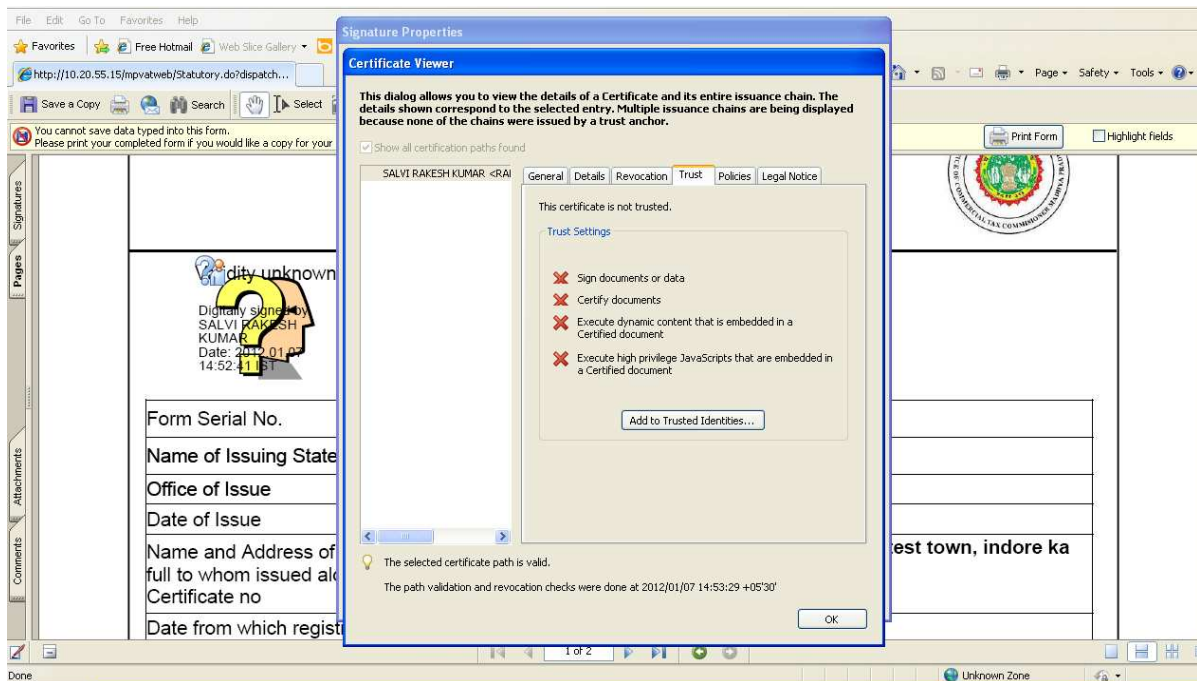 File Edit Go To Favorites Help
Favorites Free Hotmail Web Slice Gallery
http://10.20.55.15/mpvatweb/Statutory.do?dispatch...
Page Safety Tools
Save a Copy Search Select
You cannot save data typed into this form.
Please print your completed form if you would like a copy for your
Print Form Highlight fields
Signature Properties
Certificate Viewer
This dialog allows you to view the details of a Certificate and its entire issuance chain. The
details shown correspond to the selected entry. Multiple issuance chains are being displayed
because none of the chains were issued by a trust anchor.
Show all certification paths found
SALVI RAKESH KUMAR <RAI
General Details Revocation Trust Policies Legal Notice
This certificate is not trusted.
Trust Settings
Sign documents or data
Certify documents
Execute dynamic content that is embedded in a
Certified document
Execute high privilege JavaScripts that are embedded in
a Certified document
Add to Trusted Identities...
The selected certificate path is valid.
The path validation and revocation checks were done at 2012/01/07 14:53:29 +05'30'
OK
Signatures
Pages
Attachments
Comments
dity unknown
Digitally signed by
SALVI RAKESH
KUMAR
Date: 2012.01.07
14:52:41 IST
Form Serial No.
Name of Issuing State
Office of Issue
Date of Issue
Name and Address of
full to whom issued alo
Certificate no
est town, indore ka
Date from which regist
1 of 2
Done
Unknown Zone